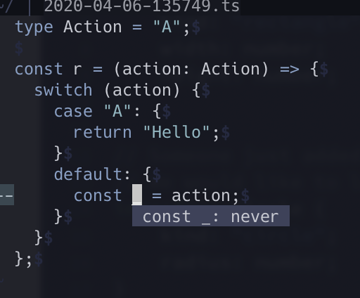 ~/ | 2020-04-06-135749.ts
type Action = "A";$
$
const r = (action: Action) => {$
  switch (action) {$
    case "A": {$
      return "Hello";$
    }$
    default: {$
--      const _ = action;$
    }$ const _: never
  }$
};$